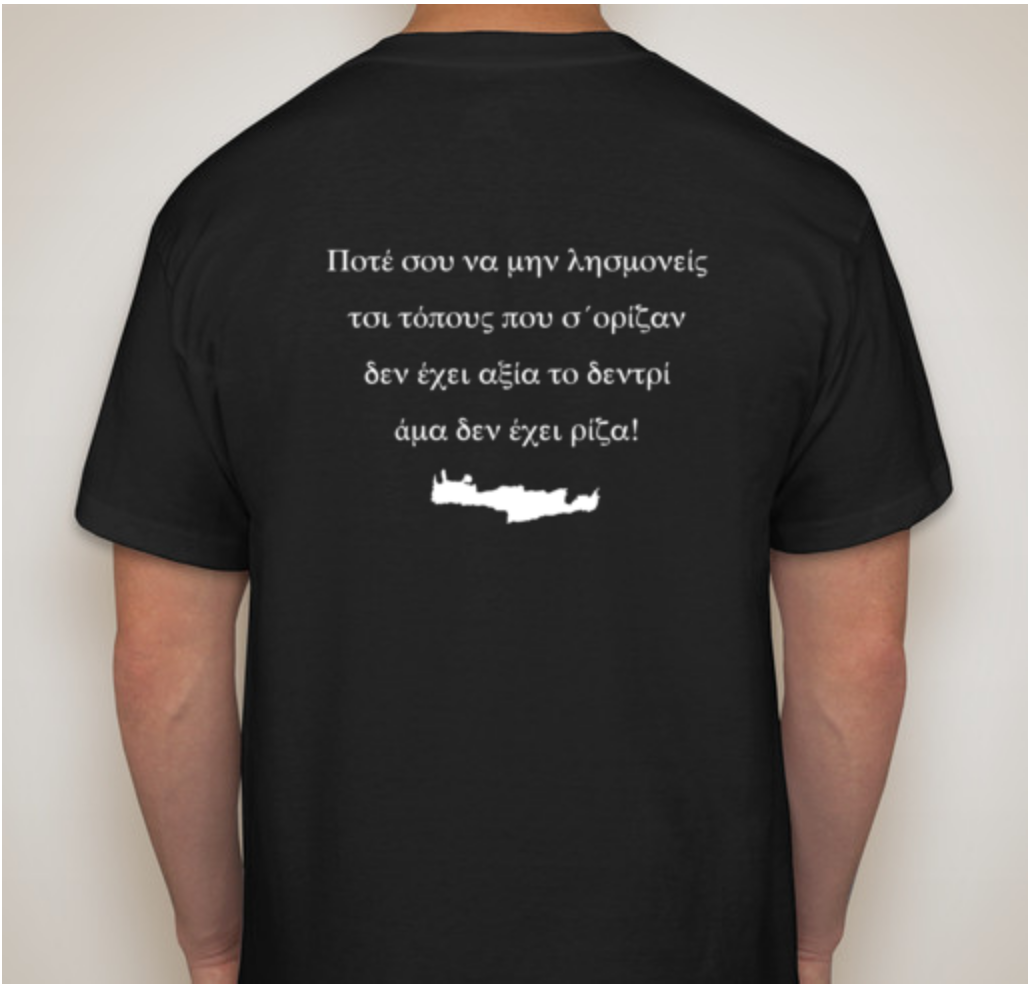 Ποτέ σου να μην λησμονείς
τσι τόπους που σ΄ορίζαν
δεν έχει αξία το δεντρί
άμα δεν έχει ρίζα!